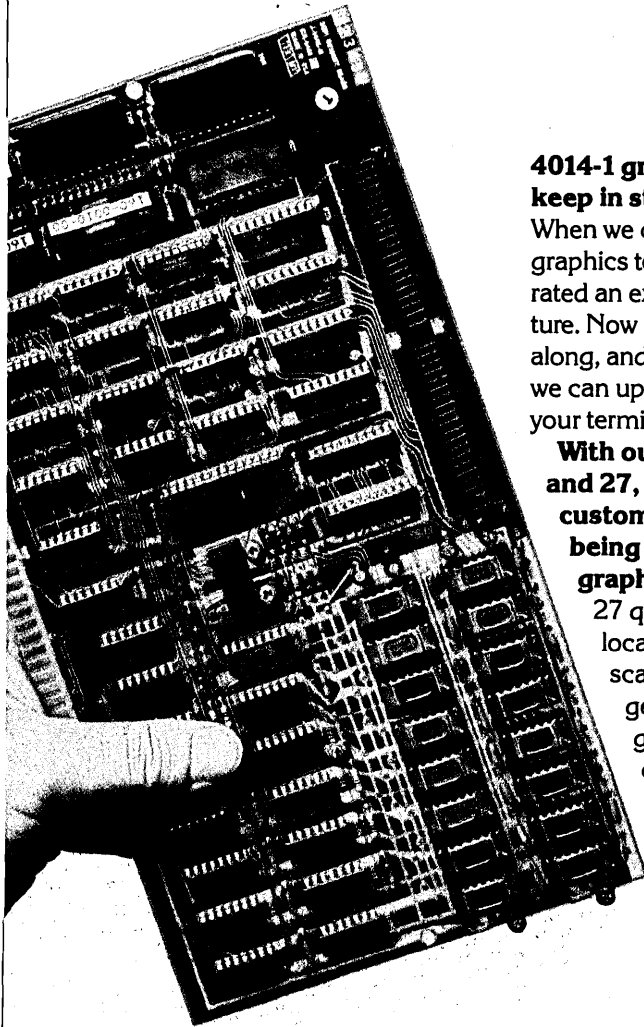 4014-1 gr
keep in st
When we c
graphics te
rated an ex
ture. Now
along, and
we can up
your termi
With ou
and 27,
custom
being
graph
27 q
loca
sca
ge
g